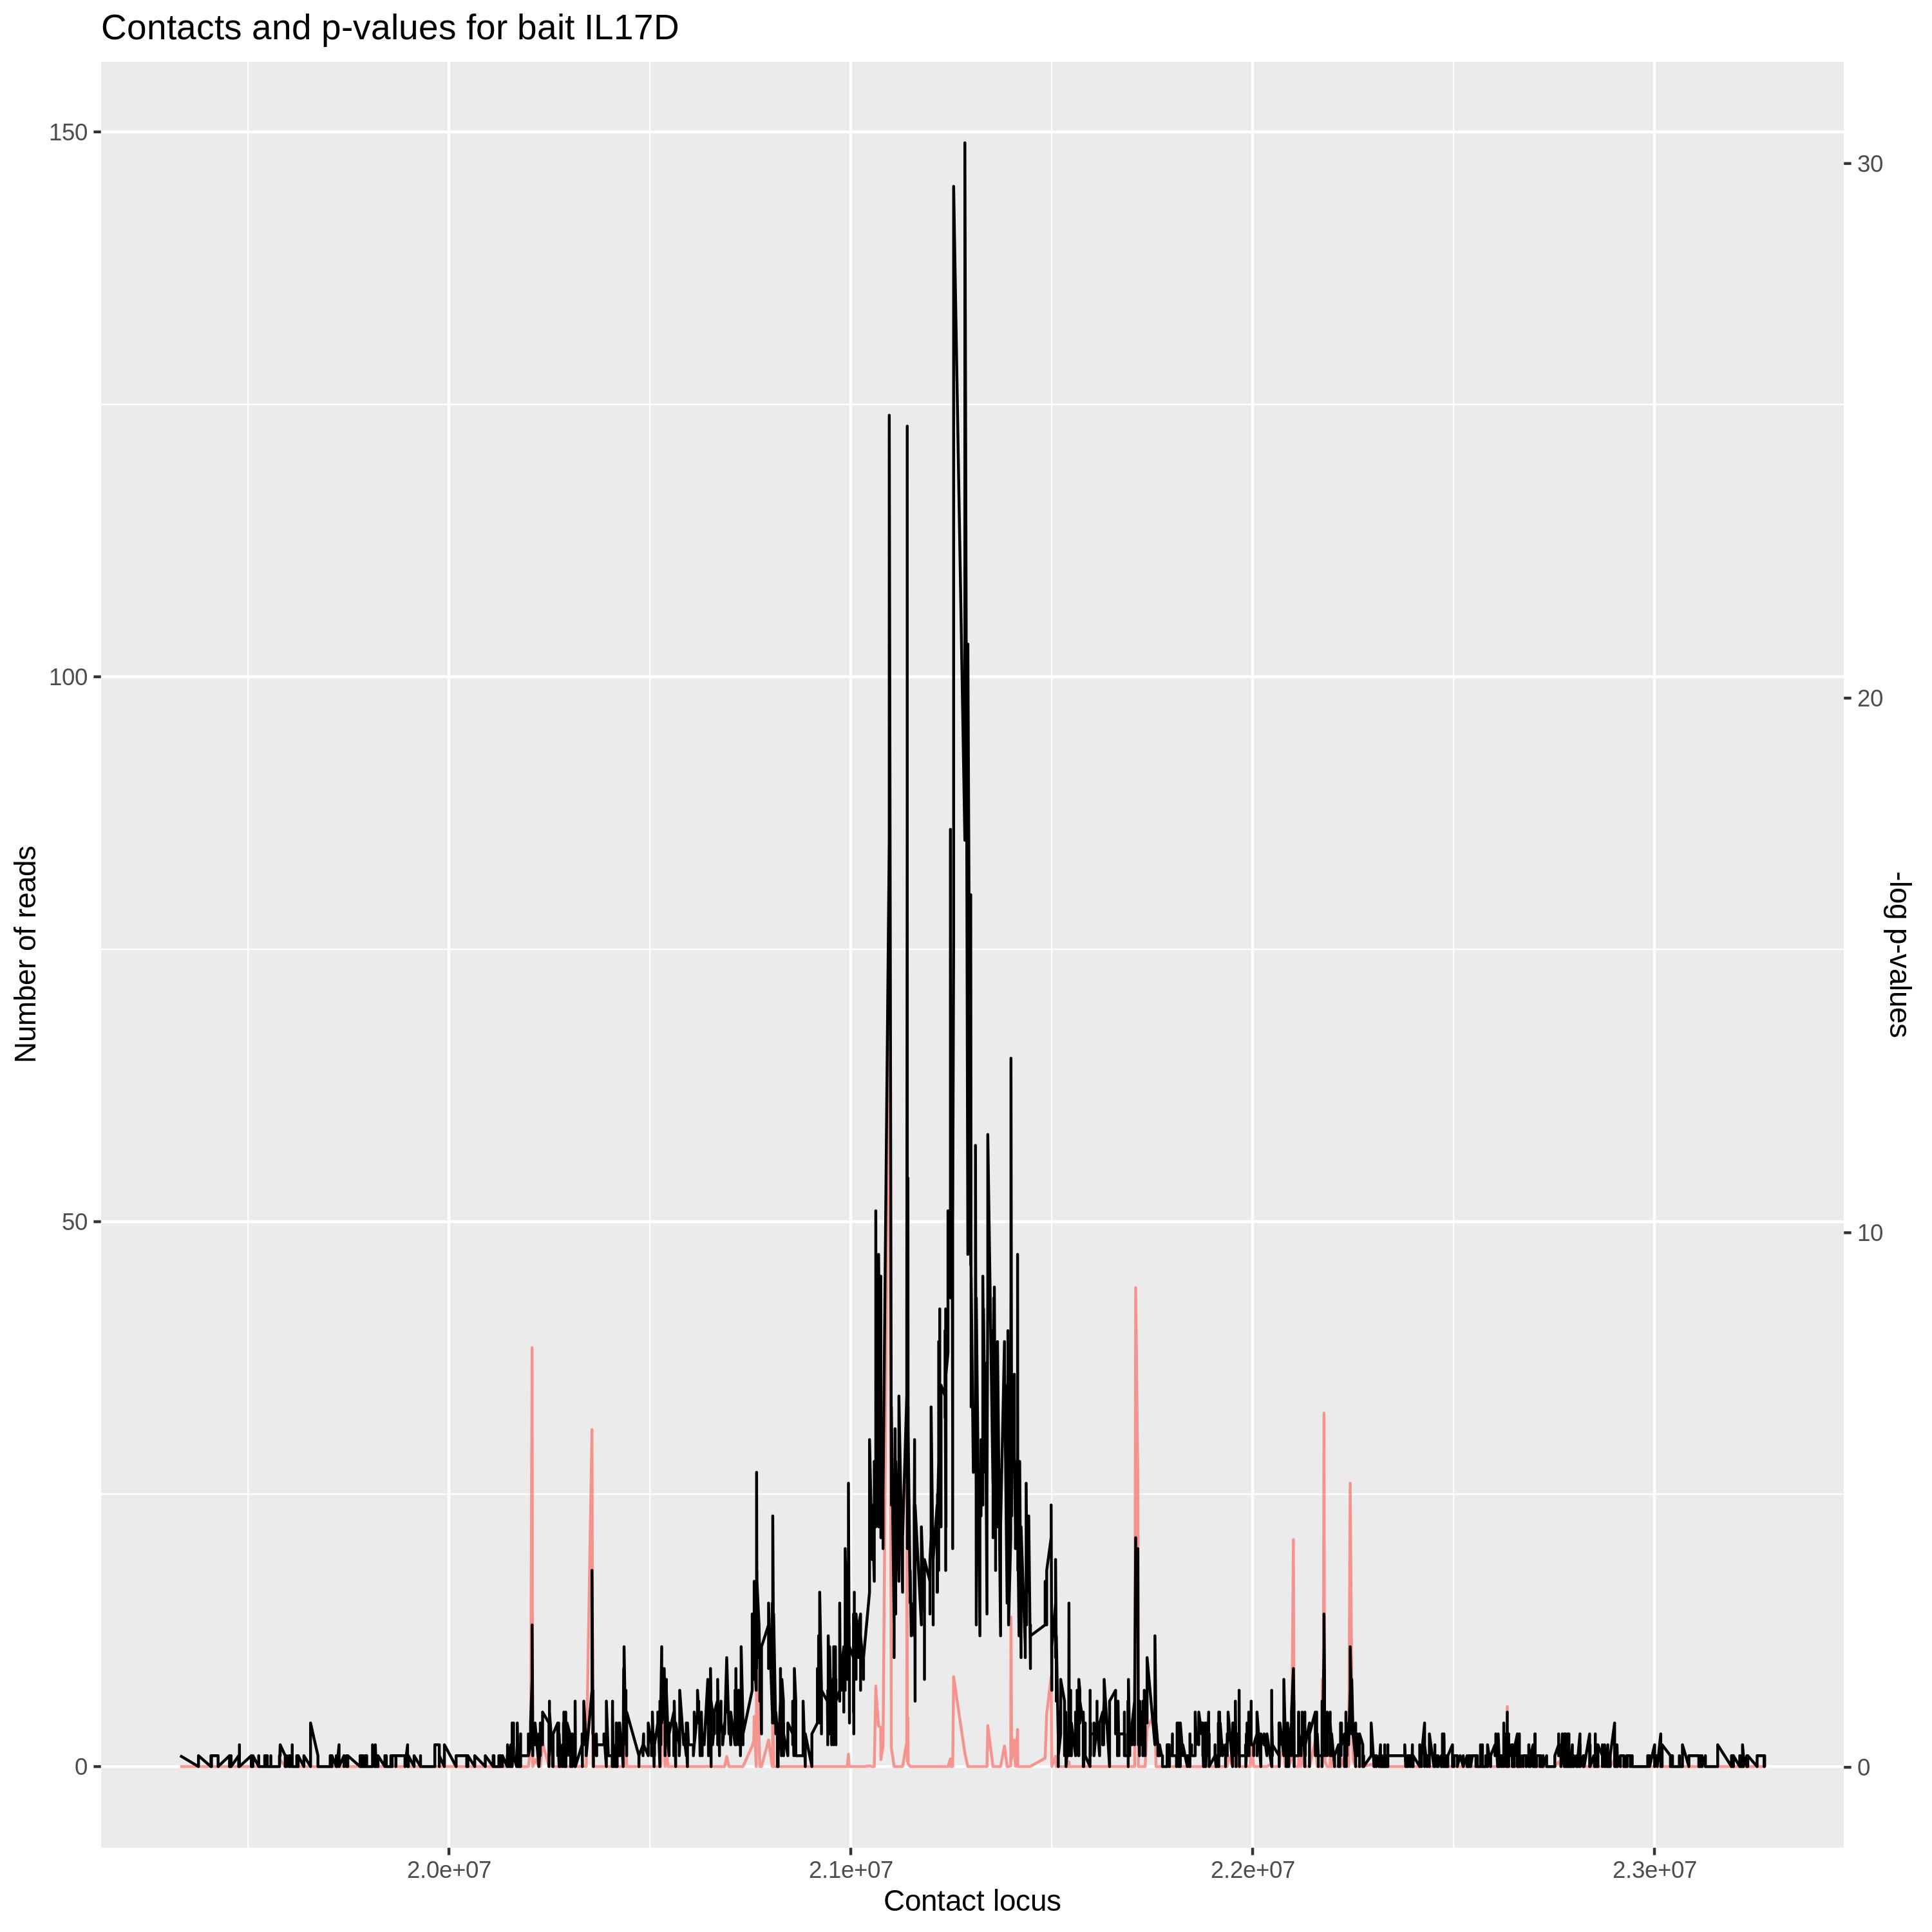 Contacts and p-values for bait IL17D
150
100
50
0
Number of reads
30
20
10
0
-log p-values
2.0e+07
2.1e+07
2.2e+07
2.3e+07
Contact locus